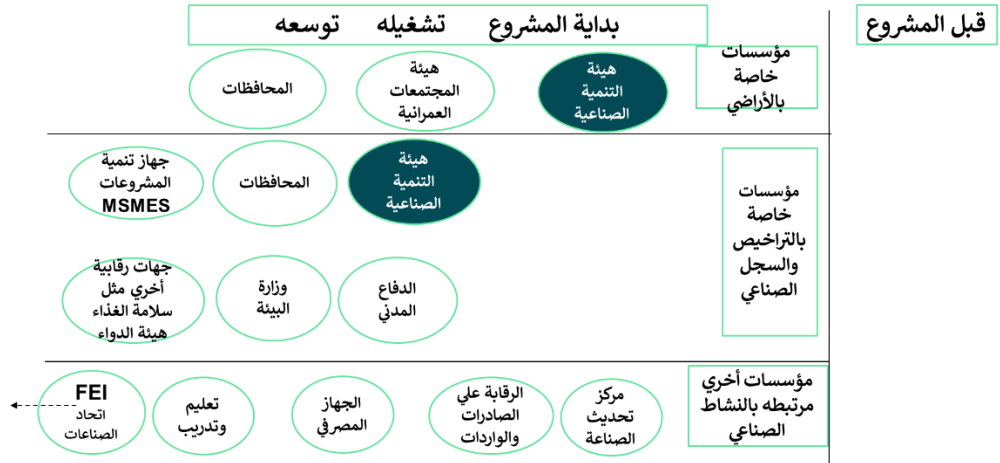 قبل المشروع
بداية المشروع تشغيله توسعه
مؤسسات
خاصة
بالأراضي
هيئة
التنمية
الصناعية
هيئة
المجتمعات
العمرانية
المحافظات
مؤسسات
خاصة
بالتراخيص
والسجل
الصناعي
هيئة
التنمية
الصناعية
المحافظات
جهاز تنمية
المشروعات
MSMES
الدفاع
المدني
وزارة
البيئة
جهات رقابية
أخري مثل
سلامة الغذاء
هيئة الدواء
مؤسسات أخري
مرتبطه بالنشاط
الصناعي
مركز
تحديث
الصناعة
الرقابة علي
الصادرات
والواردات
الجهاز
المصرفي
تعليم
وتدريب
FEI
اتحاد
الصناعات